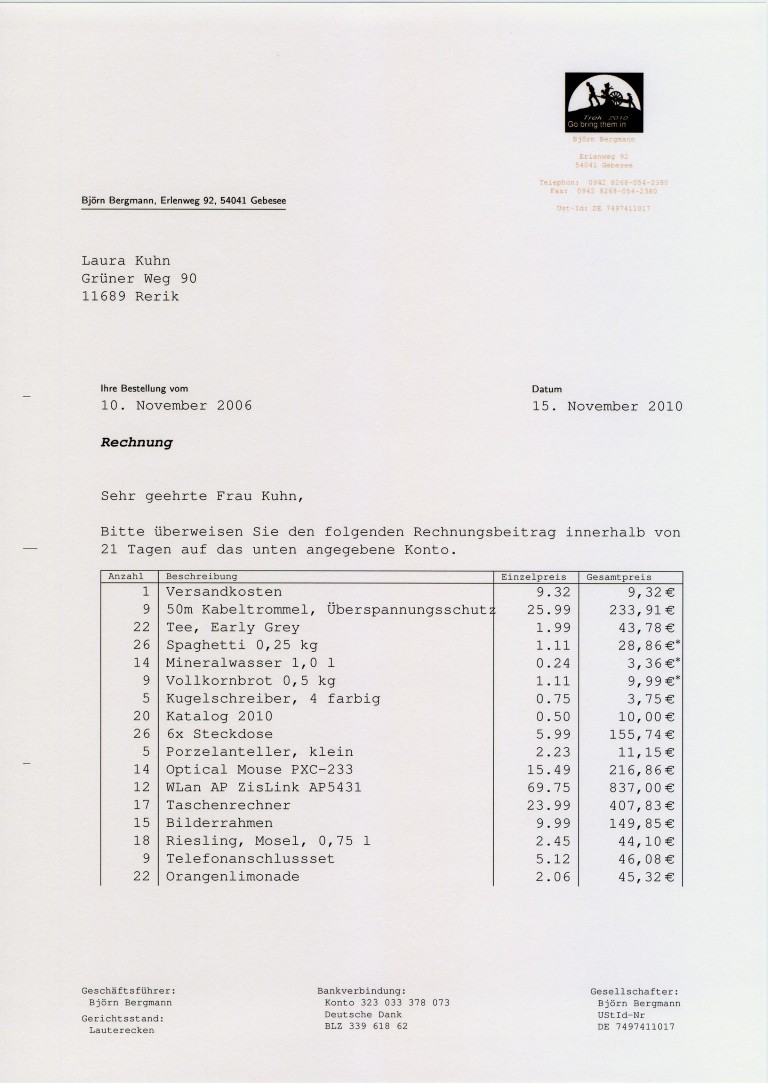 Trek 2010
Go bring them in
Björn Bergmann
Erlenweg 92
54041 Gebesee
Telephon: 0942 8268-054-2380
Fax: 0942 8268-054-2380
Ust-Id: DE 7497411017
Björn Bergmann, Erlenweg 92, 54041 Gebesee
Laura Kuhn
Grüner Weg 90
11689 Rerik
Ihre Bestellung vom Datum
10. November 2006 15. November 2010
Rechnung
Sehr geehrte Frau Kuhn,
Bitte überweisen Sie den folgenden Rechnungsbeitrag innerhalb von
21 Tagen auf das unten angegebene Konto.
Anzahl Beschreibung Einzelpreis Gesamtpreis
1 Versandkosten 9.32 9,32€
9 50m Kabeltrommel, Überspannungsschutz 25.99 233,91€
22 Tee, Early Grey 1.99 43,78€
26 Spaghetti 0,25 kg 1.11 28,86€*
14 Mineralwasser 1,0 l 0.24 3,36€*
9 Vollkornbrot 0,5 kg 1.11 9,99€*
5 Kugelschreiber, 4 farbig 0.75 3,75€
20 Katalog 2010 0.50 10,00€
26 6x Steckdose 5.99 155,74€
5 Porzelanteller, klein 2.23 11,15€
14 Optical Mouse PXC-233 15.49 216,86€
12 WLan AP ZisLink AP5431 69.75 837,00€
17 Taschenrechner 23.99 407,83€
15 Bilderrahmen 9.99 149,85€
18 Riesling, Mosel, 0,75 l 2.45 44,10€
9 Telefonanschlussset 5.12 46,08€
22 Orangenlimonade 2.06 45,32€
Geschäftsführer:
Björn Bergmann
Gerichtsstand:
Lauterecken
Bankverbindung:
Konto 323 033 378 073
Deutsche Dank
BLZ 339 618 62
Gesellschafter:
Björn Bergmann
UStId-Nr
DE 7497411017